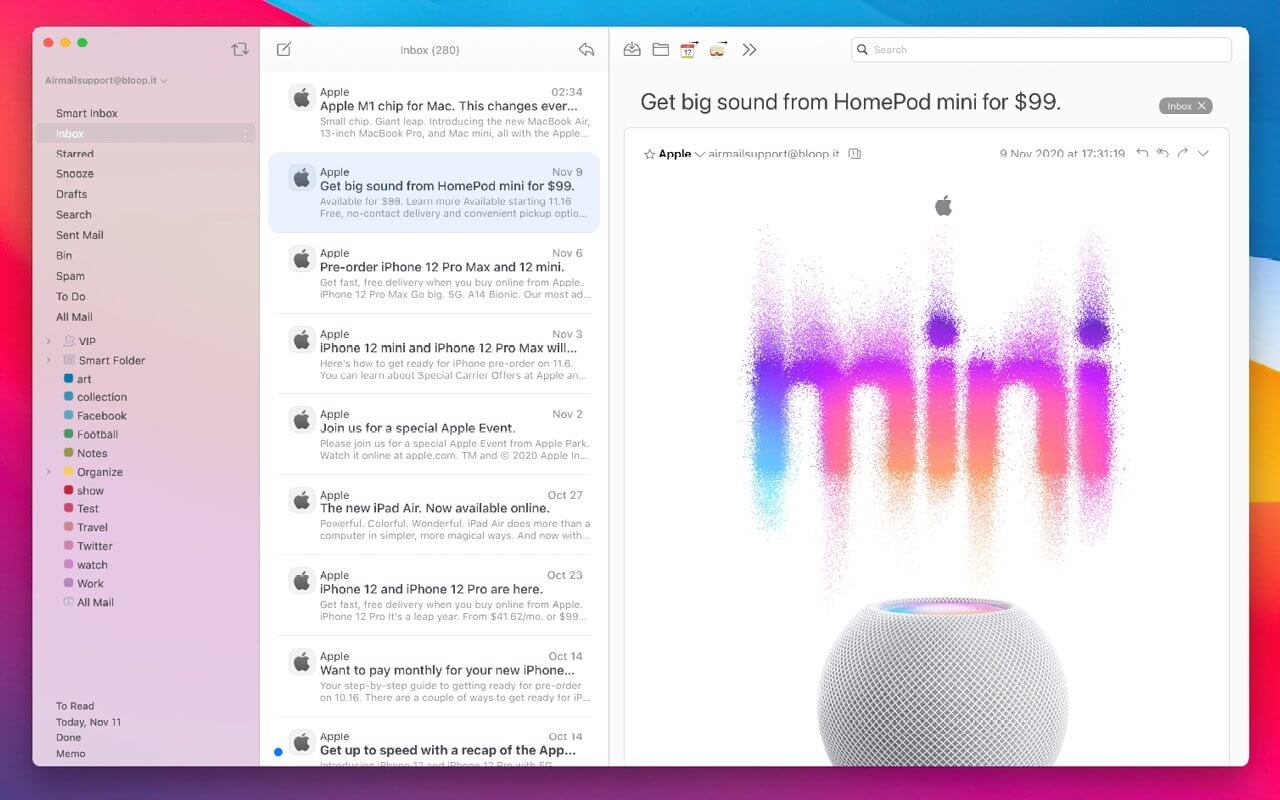 Airmailsupport@bloop.it
Smart Inbox
Inbox
Starred
Snooze
Drafts
Search
Sent Mail
Bin
Spam
To Do
All Mail
VIP
Smart Folder
art
collection
Facebook
Football
Notes
Organize
show
Test
Travel
Twitter
watch
Work
All Mail
To Read
Today, Nov 11
Done
Memo
Inbox (280)
Apple 02:34
Apple M1 chip for Mac. This changes ever...
Small chip. Giant leap. Introducing the new MacBook Air,
13-inch MacBook Pro, and Mac mini, all with the Apple...
Apple Nov 9
Get big sound from HomePod mini for $99.
Available for $99. Learn more Available starting 11.16
Free, no-contact delivery and convenient pickup optio...
Apple Nov 6
Pre-order iPhone 12 Pro Max and 12 mini.
Get fast, free delivery when you buy online from Apple.
iPhone 12 Pro Max Go big. 5G. A14 Bionic. Our most ad...
Apple Nov 3
iPhone 12 mini and iPhone 12 Pro Max will...
Here's how to get ready for iPhone pre-order on 11.6.
You can learn about Special Carrier Offers at Apple an...
Apple Nov 2
Join us for a special Apple Event.
Please join us for a special Apple Event from Apple Park.
Watch it online at apple.com. TM and © 2020 Apple In...
Apple Oct 27
The new iPad Air. Now available online.
Powerful. Colorful. Wonderful. iPad Air does more than a
computer in simpler, more magical ways. And now with...
Apple Oct 23
iPhone 12 and iPhone 12 Pro are here.
Get fast, free delivery when you buy online from Apple.
iPhone 12 Pro It's a leap year. From $41.62/mo. or $99...
Apple Oct 14
Want to pay monthly for your new iPhone...
Your step-by-step guide to getting ready for pre-order
on 10.16. There are a couple of ways to get ready for iP...
Apple Oct 14
Get up to speed with a recap of the App...
Introducing iPhone 12 and iPhone 12 Pro with 5G
17
Search
Get big sound from HomePod mini for $99.
Inbox
Apple airmailsupport@bloop.it 9 Nov 2020 at 17:31:19
mini